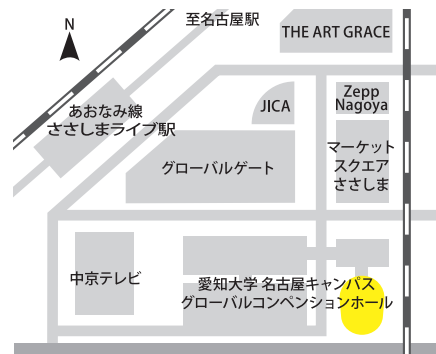 至名古屋駅
N
THE ART GRACE
JICA
Zepp
Nagoya
あおなみ線
ささしまライブ駅
マーケット
スクエア
ささしま
グローバルゲート
中京テレビ
愛知大学 名古屋キャンパス
グローバルコンペンションホール